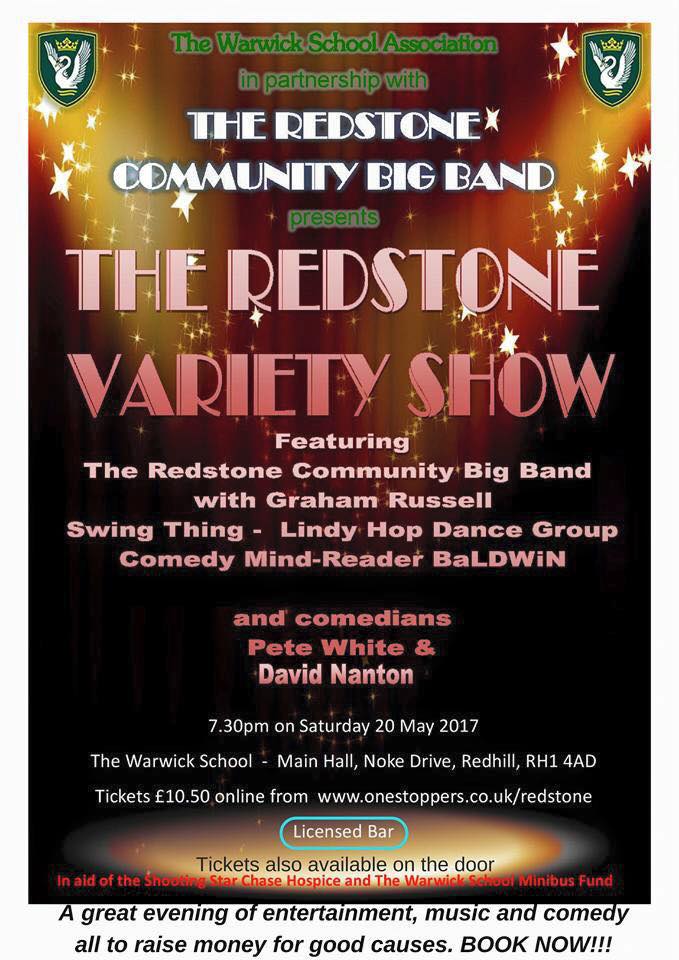 The Warwick School Association
in partnership with
THE REDSTONE
COMMUNITY BIG BAND
presents
THE REDSTONE
VARIETY SHOW
Featuring
The Redstone Community Big Band
with Graham Russell
Swing Thing - Lindy Hop Dance Group
Comedy Mind-Reader BaLDWiN
and comedians
Pete White &
David Nanton
7.30pm on Saturday 20 May 2017
The Warwick School - Main Hall, Noke Drive, Redhill, RH1 4AD
Tickets £10.50 online from www.onestoppers.co.uk/redstone
Licensed Bar
Tickets also available on the door
In aid of the Shooting Star Chase Hospice and The Warwick School Minibus Fund
A great evening of entertainment, music and comedy
all to raise money for good causes. BOOK NOW!!!